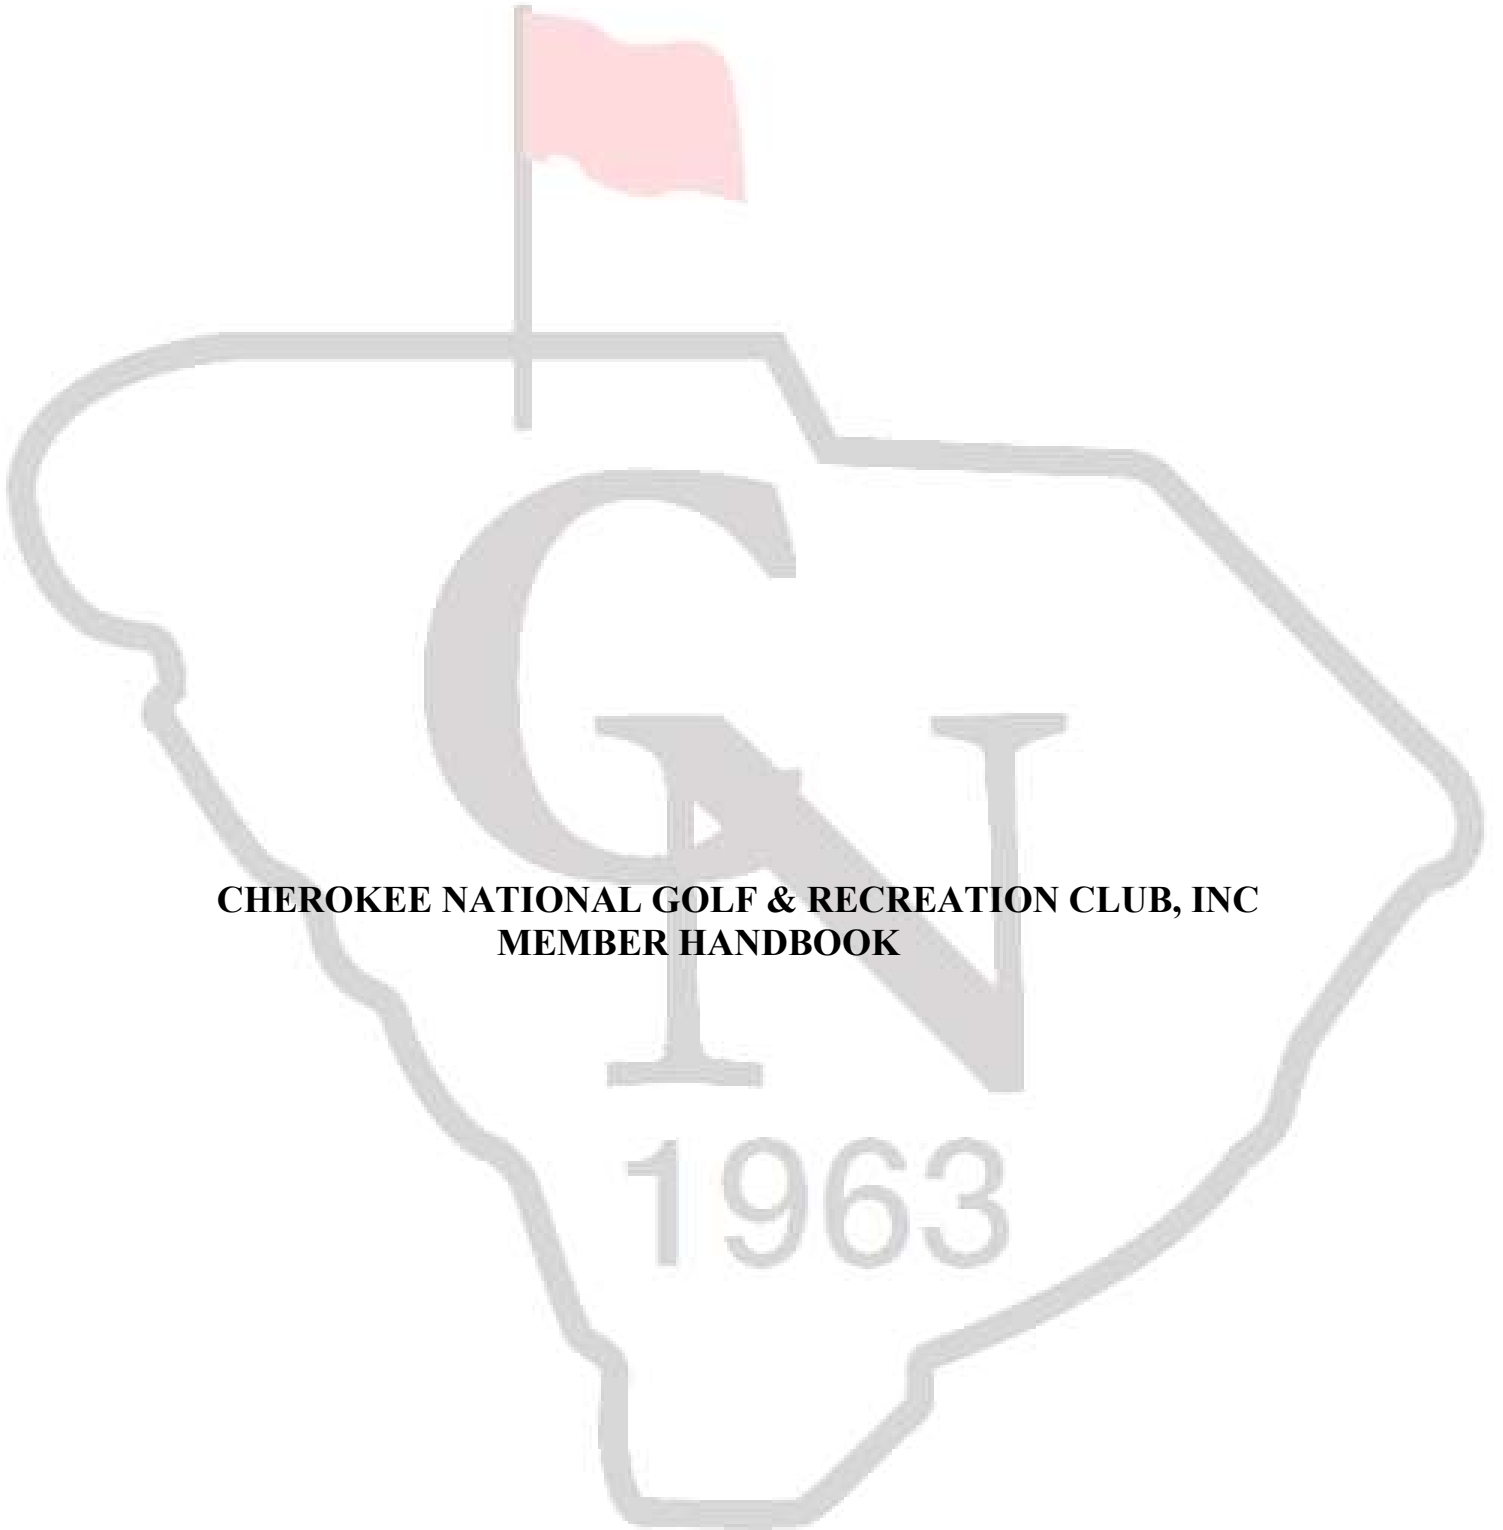 CN
CHEROKEE NATIONAL GOLF & RECREATION CLUB, INC
MEMBER HANDBOOK
1963